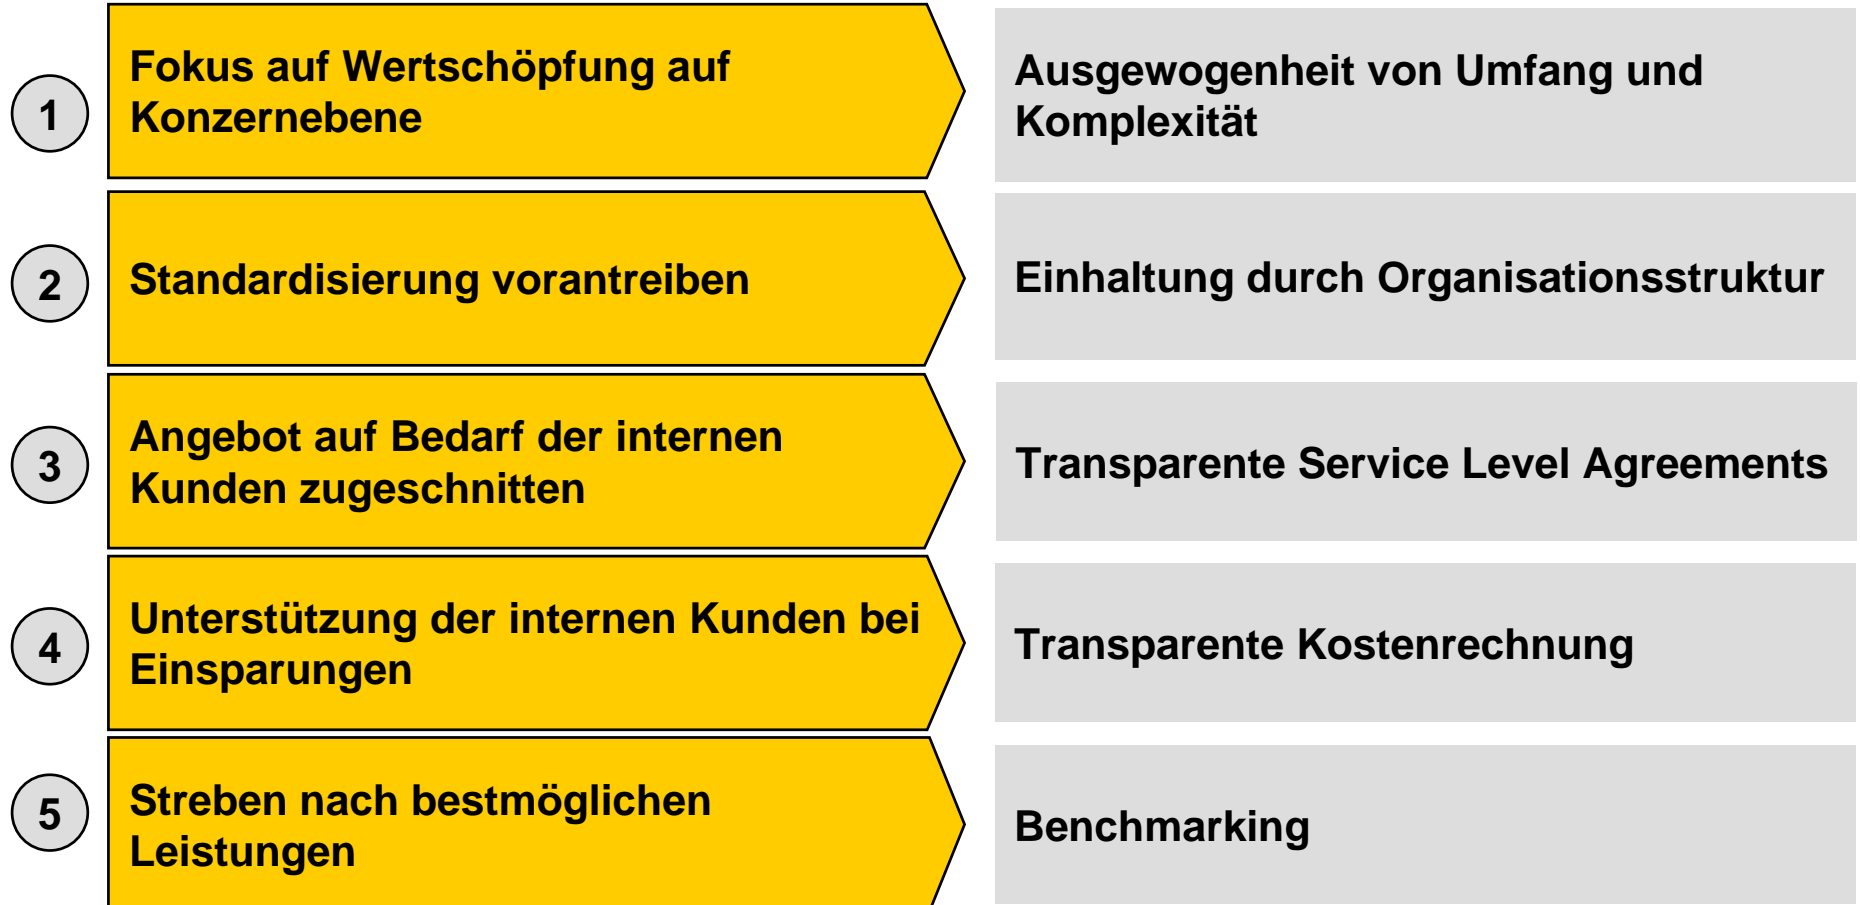 1
Fokus auf Wertschöpfung auf
Konzernebene
Ausgewogenheit von Umfang und
Komplexität
2
Standardisierung vorantreiben
Einhaltung durch Organisationsstruktur
3
Angebot auf Bedarf der internen
Kunden zugeschnitten
Transparente Service Level Agreements
4
Unterstützung der internen Kunden bei
Einsparungen
Transparente Kostenrechnung
5
Streben nach bestmöglichen
Leistungen
Benchmarking